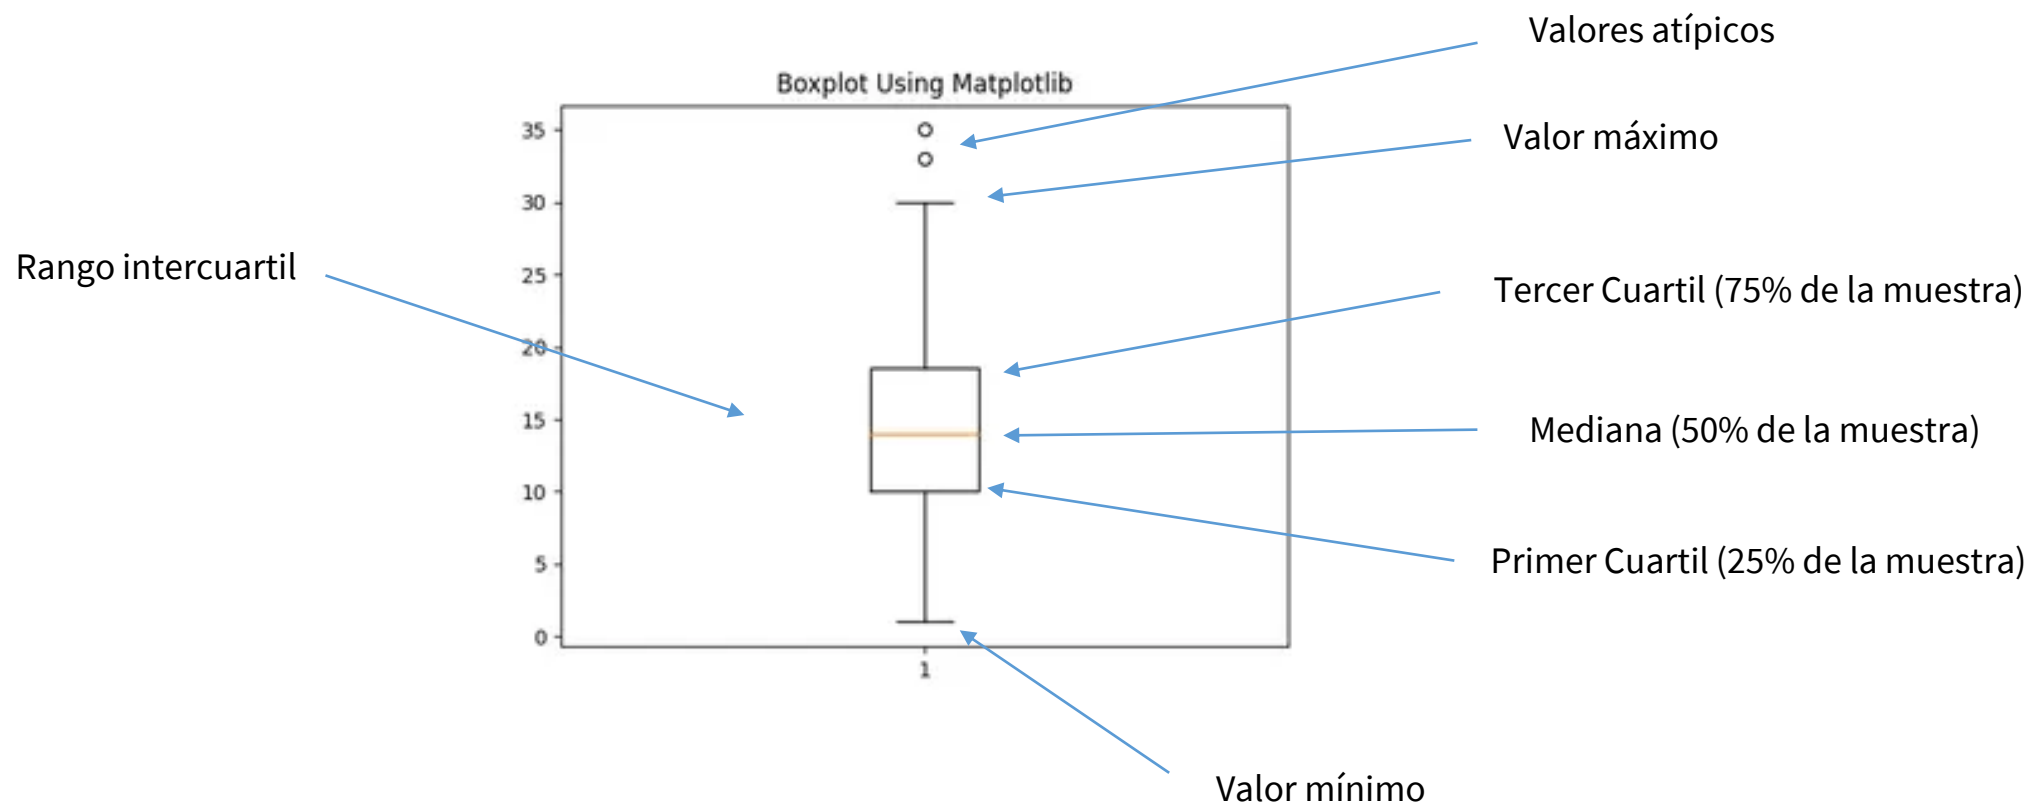 Valores atípicos
Boxplot Using Matplotlib
35
Valor máximo
30
Rango intercuartil
25
Tercer Cuartil (75% de la muestra)
20
15
Mediana (50% de la muestra)
10
Primer Cuartil (25% de la muestra)
5
0
1
Valor mínimo